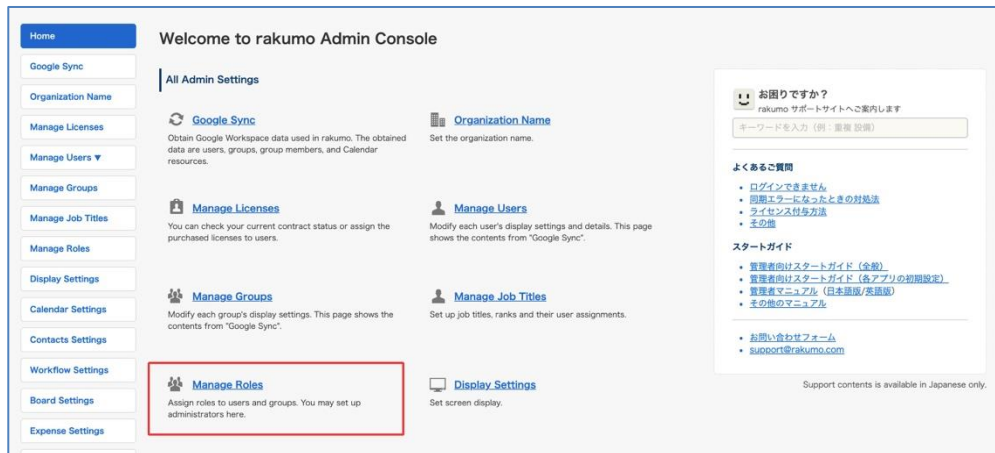 Home
Google Sync
Organization Name
Manage Licenses
Manage Users ▼
Manage Groups
Manage Job Titles
Manage Roles
Display Settings
Calendar Settings
Contacts Settings
Workflow Settings
Board Settings
Expense Settings
Welcome to rakumo Admin Console
All Admin Settings
Google Sync
Obtain Google Workspace data used in rakumo. The obtained
data are users, groups, group members, and Calendar
resources.
Organization Name
Set the organization name.
Manage Licenses
You can check your current contract status or assign the
purchased licenses to users.
Manage Users
Modify each user's display settings and details. This page
shows the contents from "Google Sync".
Manage Groups
Modify each group's display settings. This page shows the
contents from "Google Sync".
Manage Job Titles
Set up job titles, ranks and their user assignments.
Manage Roles
Assign roles to users and groups. You may set up
administrators here.
Display Settings
Set screen display.
お困りですか？
rakumo サポートサイトへご案内します
キーワードを入力（例：重複 設備）
よくあるご質問
• ログインできません
• 同期エラーになったときの対処法
• ライセンス付与方法
• その他
スタートガイド
• 管理者向けスタートガイド（全般）
• 管理者向けスタートガイド（各アプリの初期設定）
• 管理者マニュアル（日本語版/英語版）
• その他のマニュアル
• お問い合わせフォーム
• support@rakumo.com
Support contents is available in Japanese only.